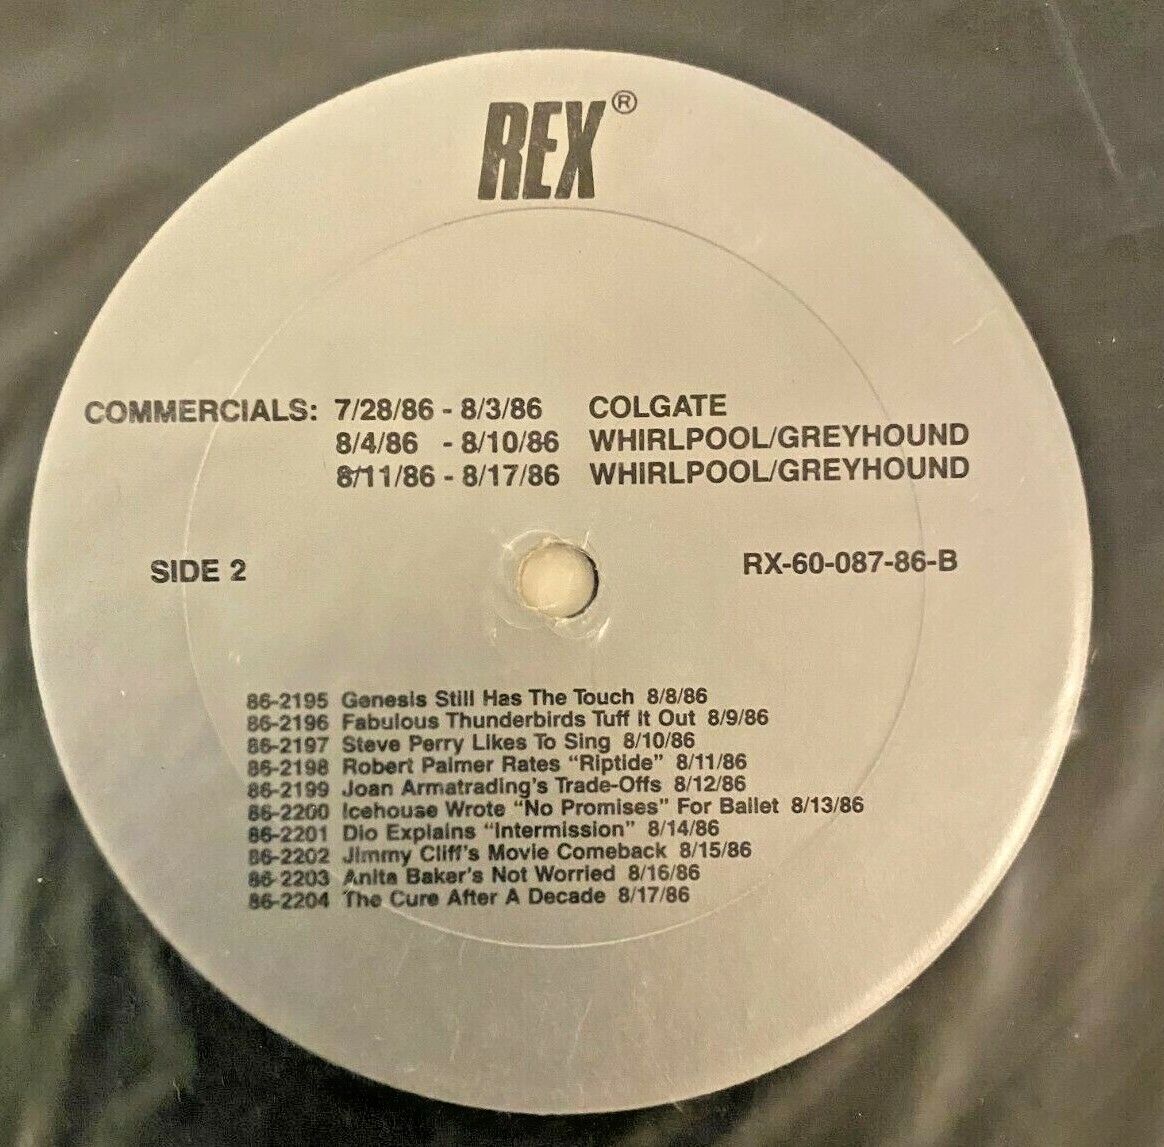 REX®
COMMERCIALS: 7/28/86 - 8/3/86 COLGATE
8/4/86 - 8/10/86 WHIRLPOOL/GREYHOUND
8/11/86 - 8/17/86 WHIRLPOOL/GREYHOUND
SIDE 2 RX-60-087-86-B
86-2195 Genesis Still Has The Touch 8/8/86
86-2196 Fabulous Thunderbirds Tuff It Out 8/9/86
86-2197 Steve Perry Likes To Sing 8/10/86
86-2198 Robert Palmer Rates "Riptide" 8/11/86
86-2199 Joan Armatrading's Trade-Offs 8/12/86
86-2200 Icehouse Wrote "No Promises" For Ballet 8/13/86
86-2201 Dio Explains "Intermission" 8/14/86
86-2202 Jimmy Cliff's Movie Comeback 8/15/86
86-2203 Anita Baker's Not Worried 8/16/86
86-2204 The Cure After A Decade 8/17/86